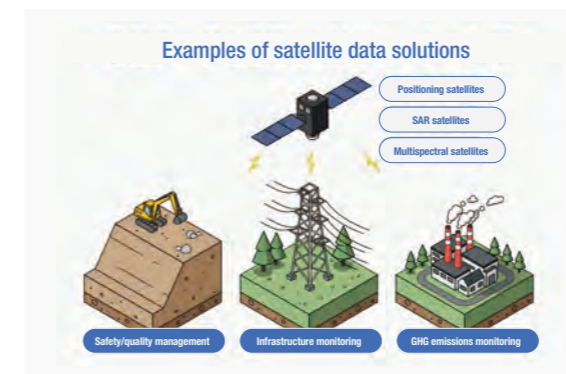 Examples of satellite data solutions
Positioning satellites
SAR satellites
Multispectral satellites
Safety/quality management
Infrastructure monitoring
GHG emissions monitoring